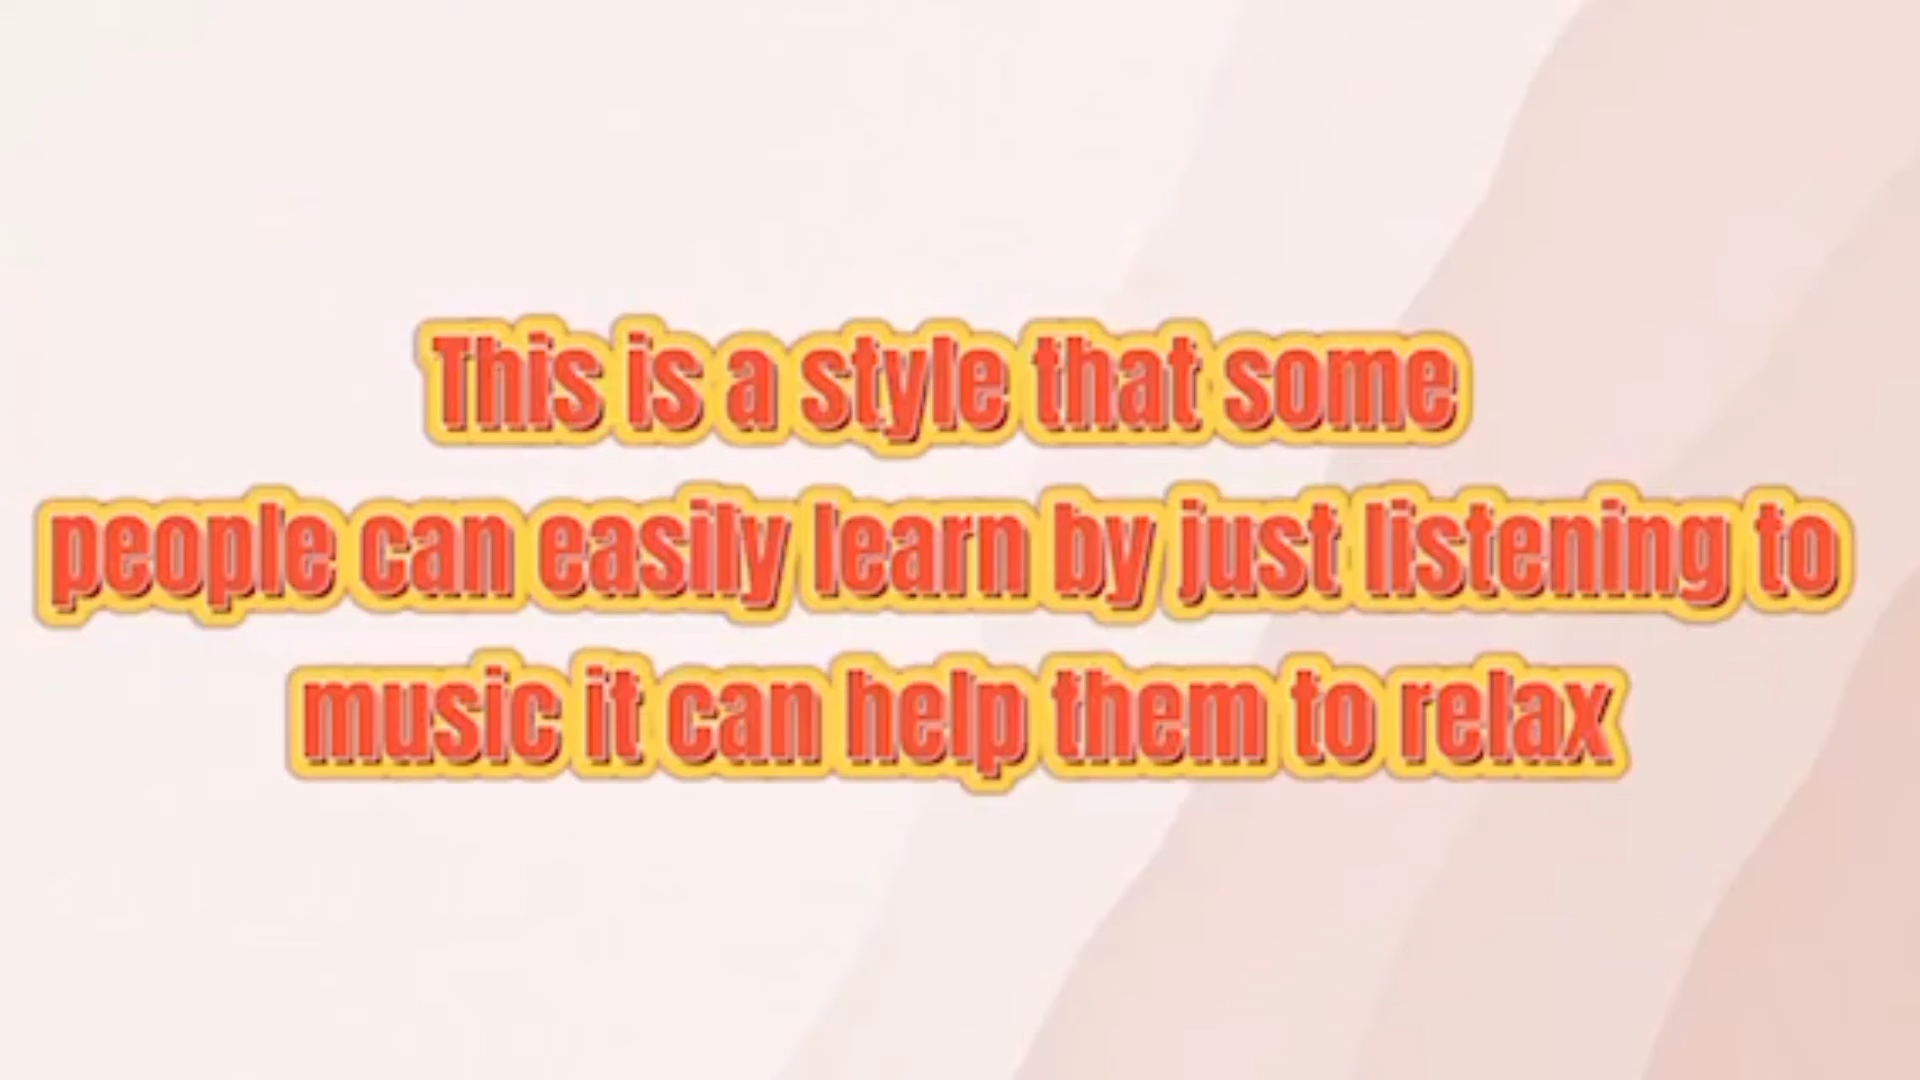 This is a style that some
people can easily learn by just listening to
music it can help them to relax